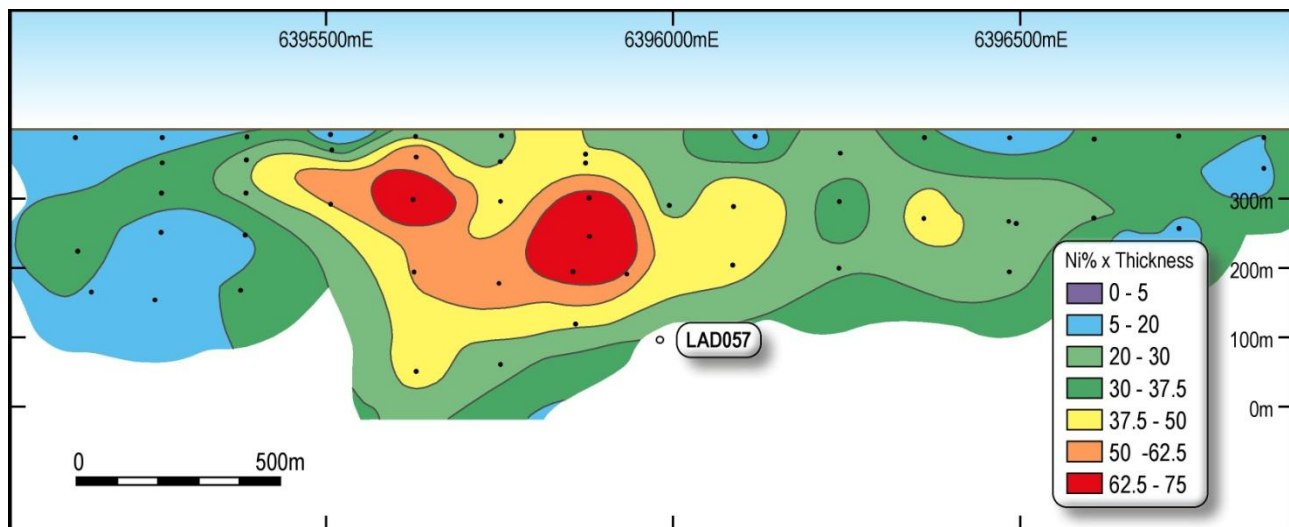 6395500mE 6396000mE 6396500mE
300m
Ni% x Thickness
200m
0 - 5
5 - 20
20 - 30
100m
LAD057
30 - 37.5
0m
37.5 - 50
0 500m
50 -62.5
62.5 - 75